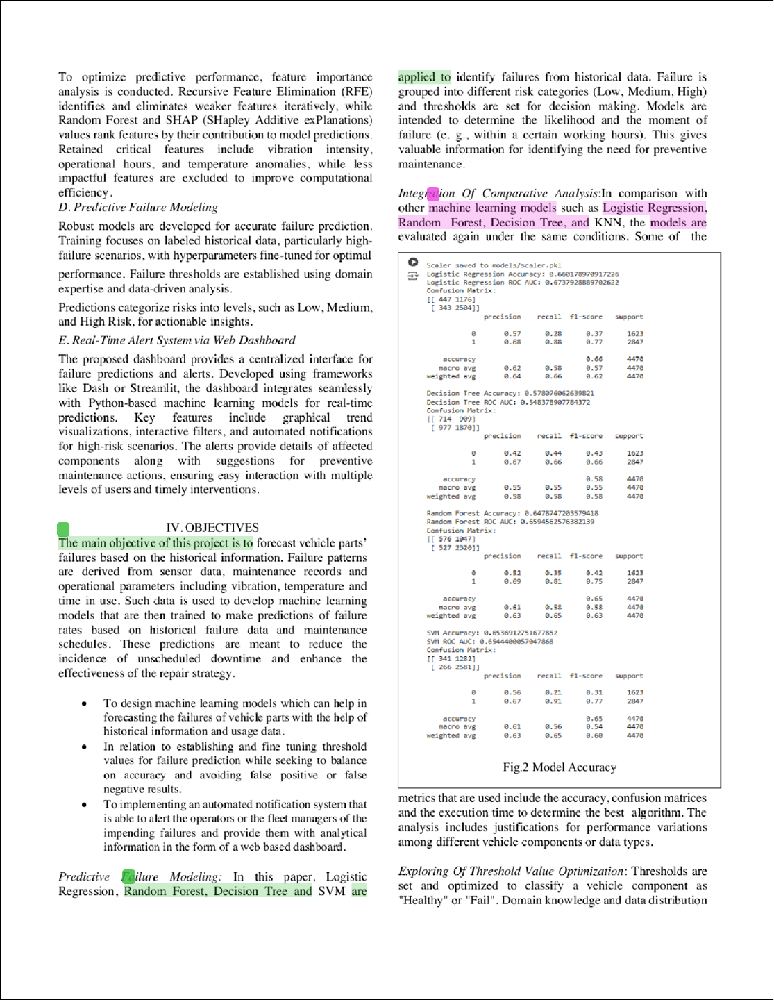 To optimize predictive performance, feature importance
analysis is conducted. Recursive Feature Elimination (RFE)
identifies and eliminates weaker features iteratively, while
Random Forest and SHAP (SHapley Additive exPlanations)
values rank features by their contribution to model predictions.
Retained critical features include vibration intensity,
operational hours, and temperature anomalies, while less
impactful features are excluded to improve computational
efficiency.
D. Predictive Failure Modeling
Robust models are developed for accurate failure prediction.
Training focuses on labeled historical data, particularly high-
failure scenarios, with hyperparameters fine-tuned for optimal
performance. Failure thresholds are established using domain
expertise and data-driven analysis.
Predictions categorize risks into levels, such as Low, Medium,
and High Risk, for actionable insights.
E. Real-Time Alert System via Web Dashboard
The proposed dashboard provides a centralized interface for
failure predictions and alerts. Developed using frameworks
like Dash or Streamlit, the dashboard integrates seamlessly
with Python-based machine learning models for real-time
predictions. Key features include graphical trend
visualizations, interactive filters, and automated notifications
for high-risk scenarios. The alerts provide details of affected
components along with suggestions for preventive
maintenance actions, ensuring easy interaction with multiple
levels of users and timely interventions.
IV. OBJECTIVES
The main objective of this project is to forecast vehicle parts’
failures based on the historical information. Failure patterns
are derived from sensor data, maintenance records and
operational parameters including vibration, temperature and
time in use. Such data is used to develop machine learning
models that are then trained to make predictions of failure
rates based on historical failure data and maintenance
schedules. These predictions are meant to reduce the
incidence of unscheduled downtime and enhance the
effectiveness of the repair strategy.
• To design machine learning models which can help in
forecasting the failures of vehicle parts with the help of
historical information and usage data.
• In relation to establishing and fine tuning threshold
values for failure prediction while seeking to balance
on accuracy and avoiding false positive or false
negative results.
• To implementing an automated notification system that
is able to alert the operators or the fleet managers of the
impending failures and provide them with analytical
information in the form of a web based dashboard.
Predictive Failure Modeling: In this paper, Logistic
Regression, Random Forest, Decision Tree and SVM are
applied to identify failures from historical data. Failure is
grouped into different risk categories (Low, Medium, High)
and thresholds are set for decision making. Models are
intended to determine the likelihood and the moment of
failure (e. g., within a certain working hours). This gives
valuable information for identifying the need for preventive
maintenance.
Integration Of Comparative Analysis:In comparison with
other machine learning models such as Logistic Regression,
Random Forest, Decision Tree, and KNN, the models are
evaluated again under the same conditions. Some of the
Scaler saved to models/scaler.pkl
Logistic Regression Accuracy: 0.660178970917226
Logistic Regression ROC AUC: 0.6737928889702622
Confusion Matrix:
[[ 447 1176]
[ 343 2504]]
precision recall f1-score support
0 0.57 0.28 0.37 1623
1 0.68 0.88 0.77 2847
accuracy 0.66 4470
macro avg 0.62 0.58 0.57 4470
weighted avg 0.64 0.66 0.62 4470
Decision Tree Accuracy: 0.578076062639821
Decision Tree ROC AUC: 0.548378907784372
Confusion Matrix:
[[ 714 909]
[ 977 1870]]
precision recall f1-score support
0 0.42 0.44 0.43 1623
1 0.67 0.66 0.66 2847
accuracy 0.58 4470
macro avg 0.55 0.55 0.55 4470
weighted avg 0.58 0.58 0.58 4470
Random Forest Accuracy: 0.6478747203579418
Random Forest ROC AUC: 0.6594562576382139
Confusion Matrix:
[[ 576 1047]
[ 527 2320]]
precision recall f1-score support
0 0.52 0.35 0.42 1623
1 0.69 0.81 0.75 2847
accuracy 0.65 4470
macro avg 0.61 0.58 0.58 4470
weighted avg 0.63 0.65 0.63 4470
SVM Accuracy: 0.6536912751677852
SVM ROC AUC: 0.6544400057047868
Confusion Matrix:
[[ 341 1282]
[ 266 2581]]
precision recall f1-score support
0 0.56 0.21 0.31 1623
1 0.67 0.91 0.77 2847
accuracy 0.65 4470
macro avg 0.61 0.56 0.54 4470
weighted avg 0.63 0.65 0.60 4470
Fig.2 Model Accuracy
metrics that are used include the accuracy, confusion matrices
and the execution time to determine the best algorithm. The
analysis includes justifications for performance variations
among different vehicle components or data types.
Exploring Of Threshold Value Optimization: Thresholds are
set and optimized to classify a vehicle component as
"Healthy" or "Fail". Domain knowledge and data distribution